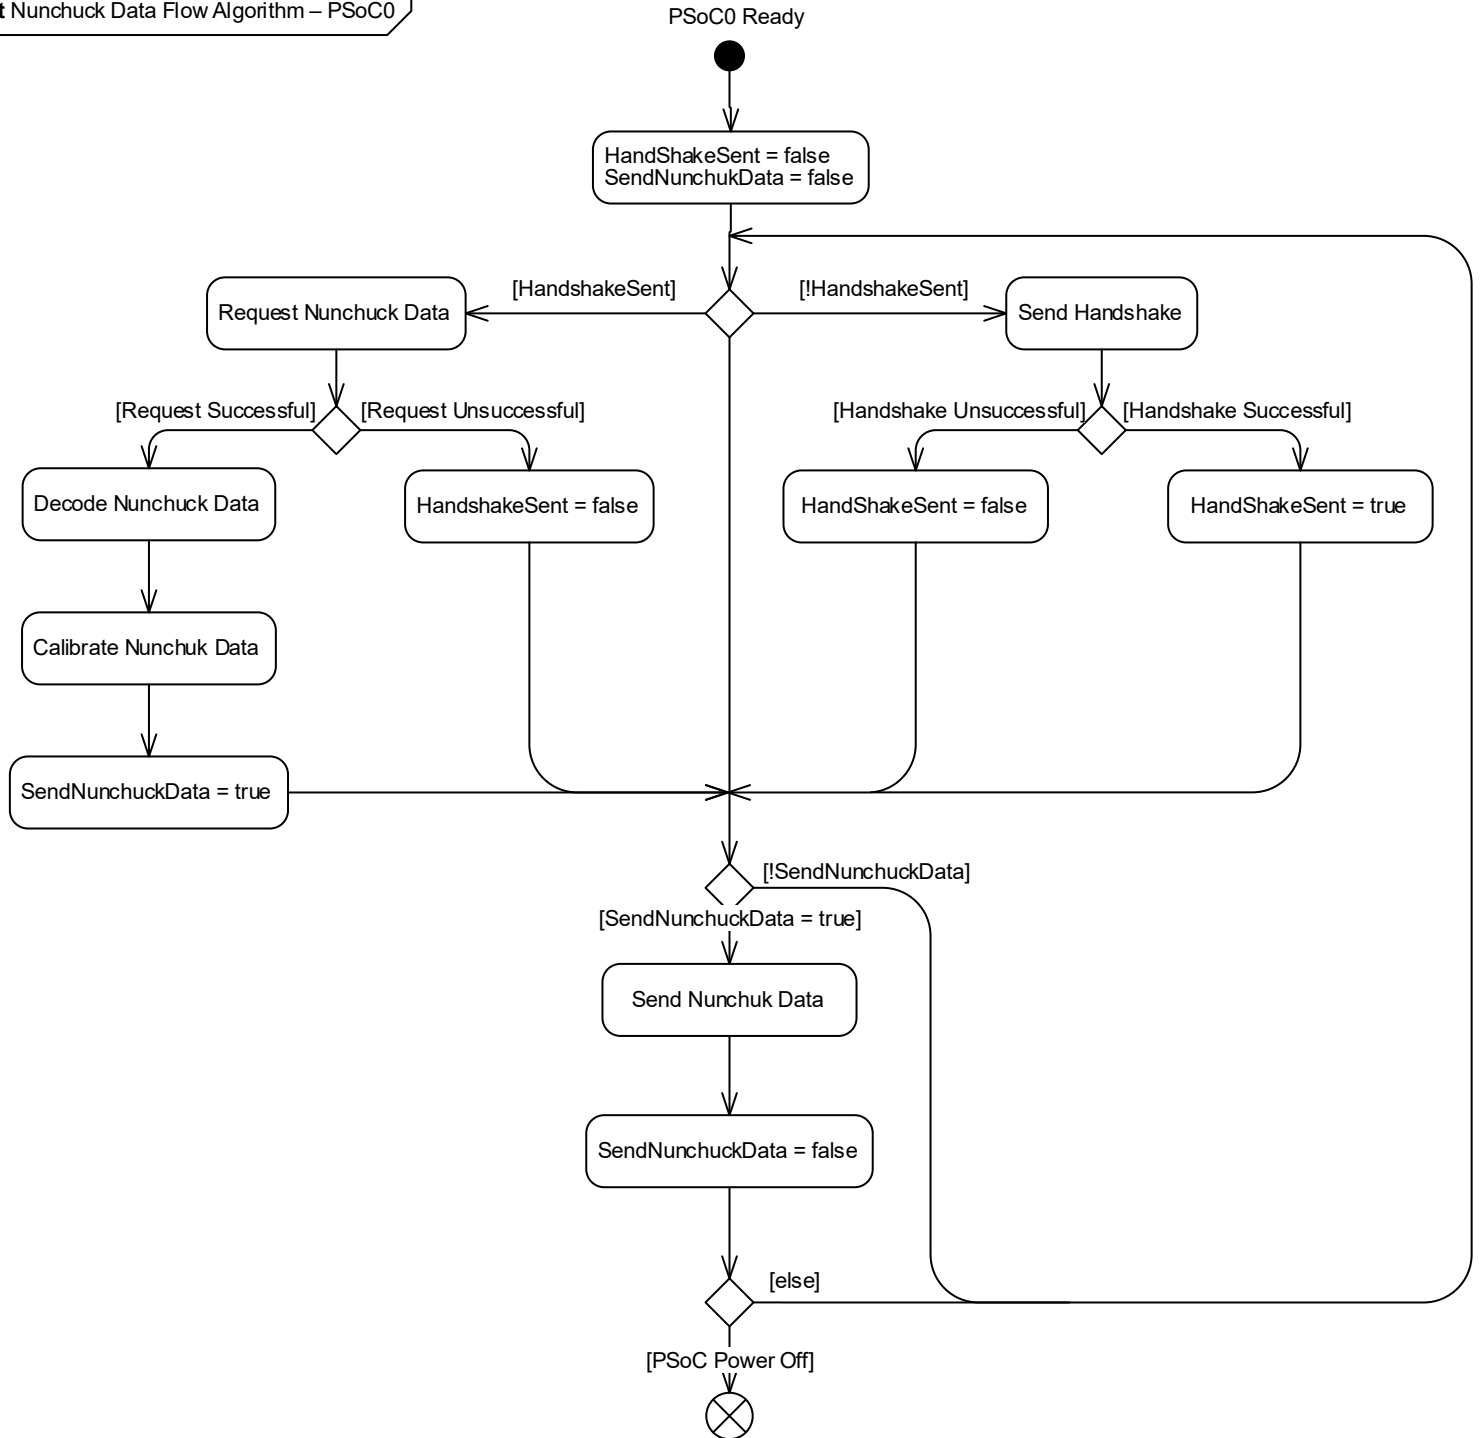 t Nunchuck Data Flow Algorithm – PSoC0
PSoC0 Ready
HandShakeSent = false
SendNunchukData = false
[HandshakeSent]
[!HandshakeSent]
Request Nunchuck Data
Send Handshake
[Request Successful]
[Request Unsuccessful]
[Handshake Unsuccessful]
[Handshake Successful]
Decode Nunchuck Data
HandshakeSent = false
HandShakeSent = false
HandShakeSent = true
Calibrate Nunchuk Data
SendNunchuckData = true
[!SendNunchuckData]
[SendNunchuckData = true]
Send Nunchuk Data
SendNunchuckData = false
[else]
[PSoC Power Off]